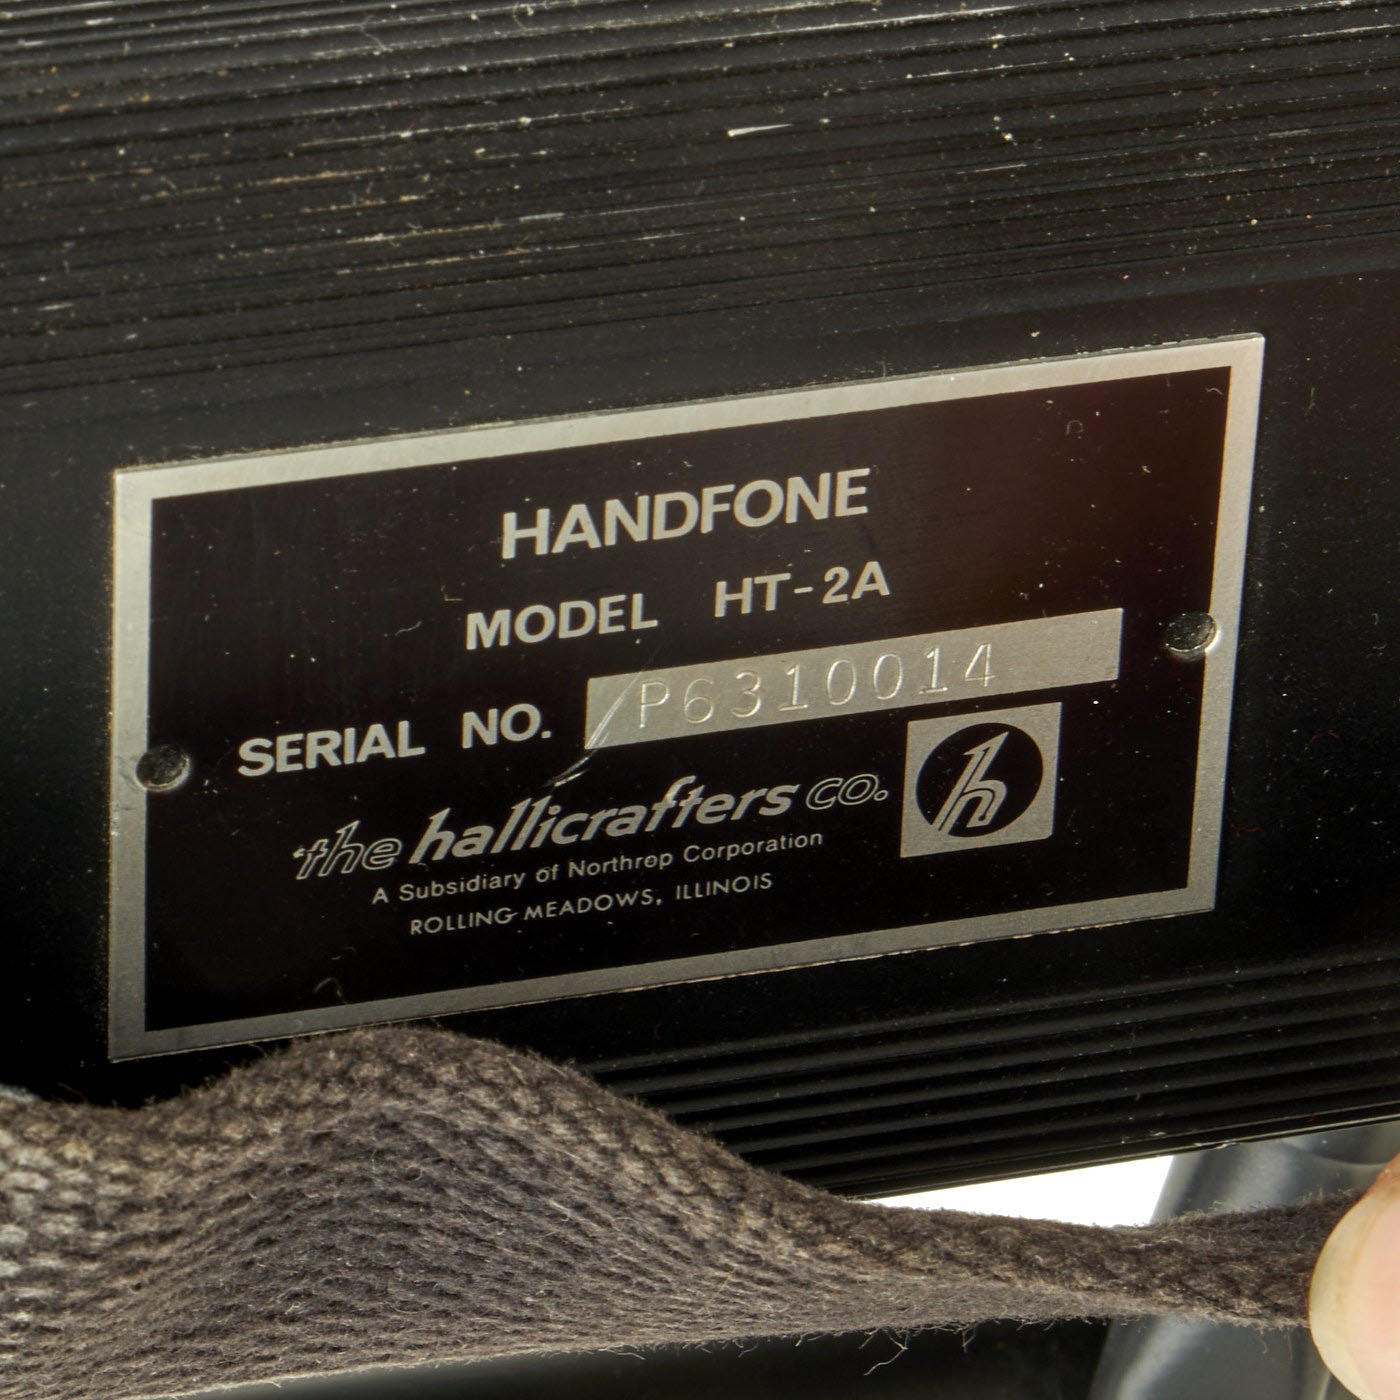 HANDFONE
MODEL HT-2A
SERIAL NO. P6310014
the hallicrafters co.
A Subsidiary of Northrop Corporation
ROLLING MEADOWS, ILLINOIS
h